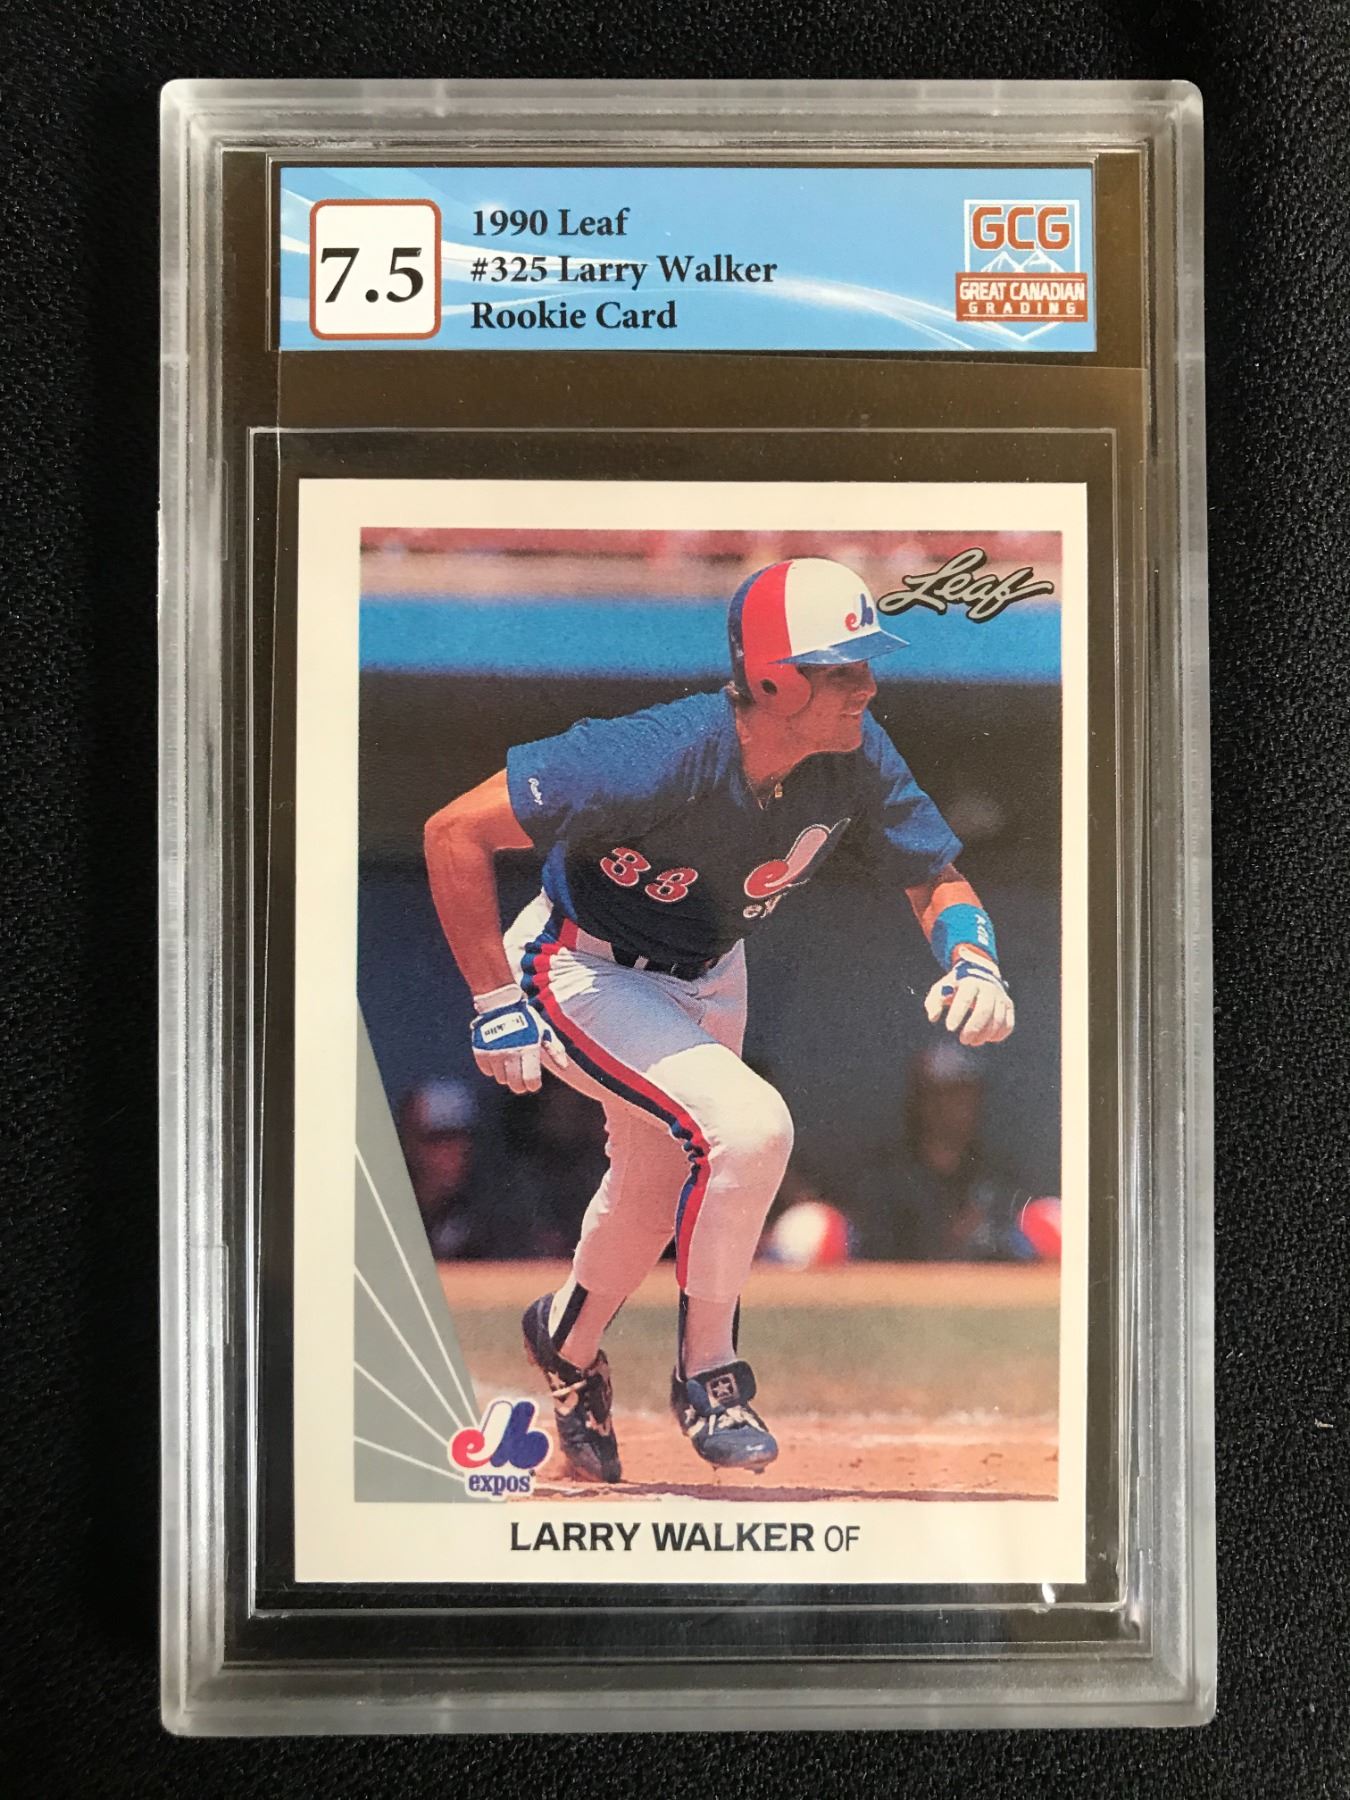 7.5
1990 Leaf
#325 Larry Walker
Rookie Card
GCG
GREAT CANADIAN
GRADING
Leaf
33
ex
expos
LARRY WALKER OF